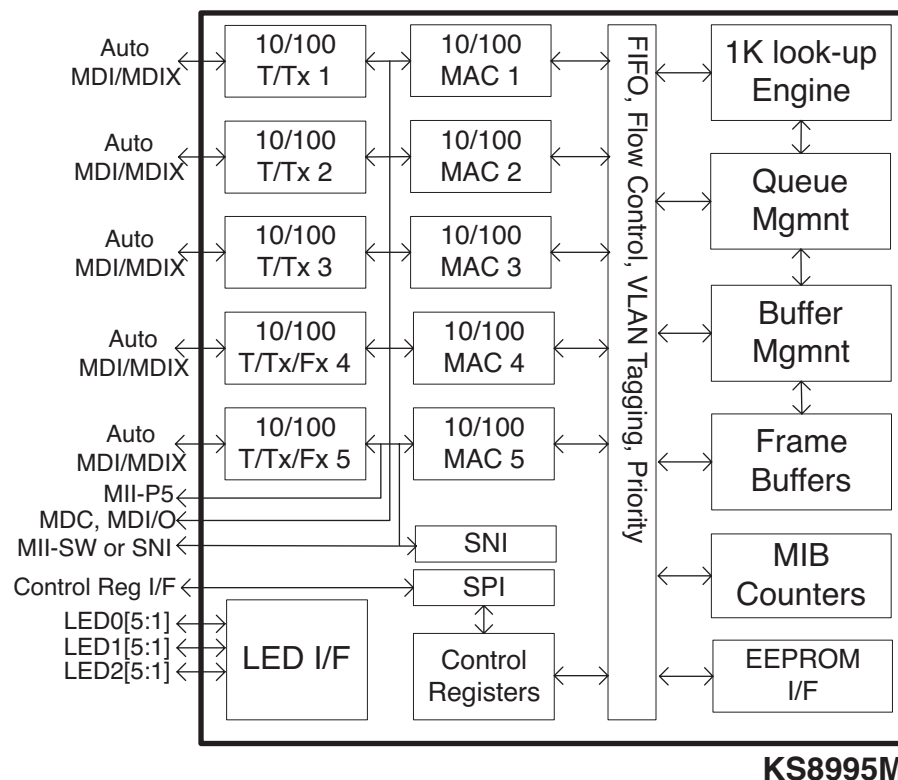 Auto
MDI/MDIX
10/100
T/Tx 1
10/100
MAC 1
1K look-up
Engine
Auto
MDI/MDIX
10/100
T/Tx 2
10/100
MAC 2
Queue
Mgmnt
Auto
MDI/MDIX
10/100
T/Tx 3
10/100
MAC 3
FIFO, Flow Control, VLAN Tagging, Priority
Buffer
Mgmnt
Auto
MDI/MDIX
10/100
T/Tx/Fx 4
10/100
MAC 4
Auto
MDI/MDIX
10/100
T/Tx/Fx 5
10/100
MAC 5
Frame
Buffers
MII-P5
MDC, MDI/O
MII-SW or SNI
SNI
MIB
Counters
Control Reg I/F
SPI
LED0[5:1]
LED1[5:1]
LED2[5:1]
LED I/F
Control
Registers
EEPROM
I/F
KS8995M